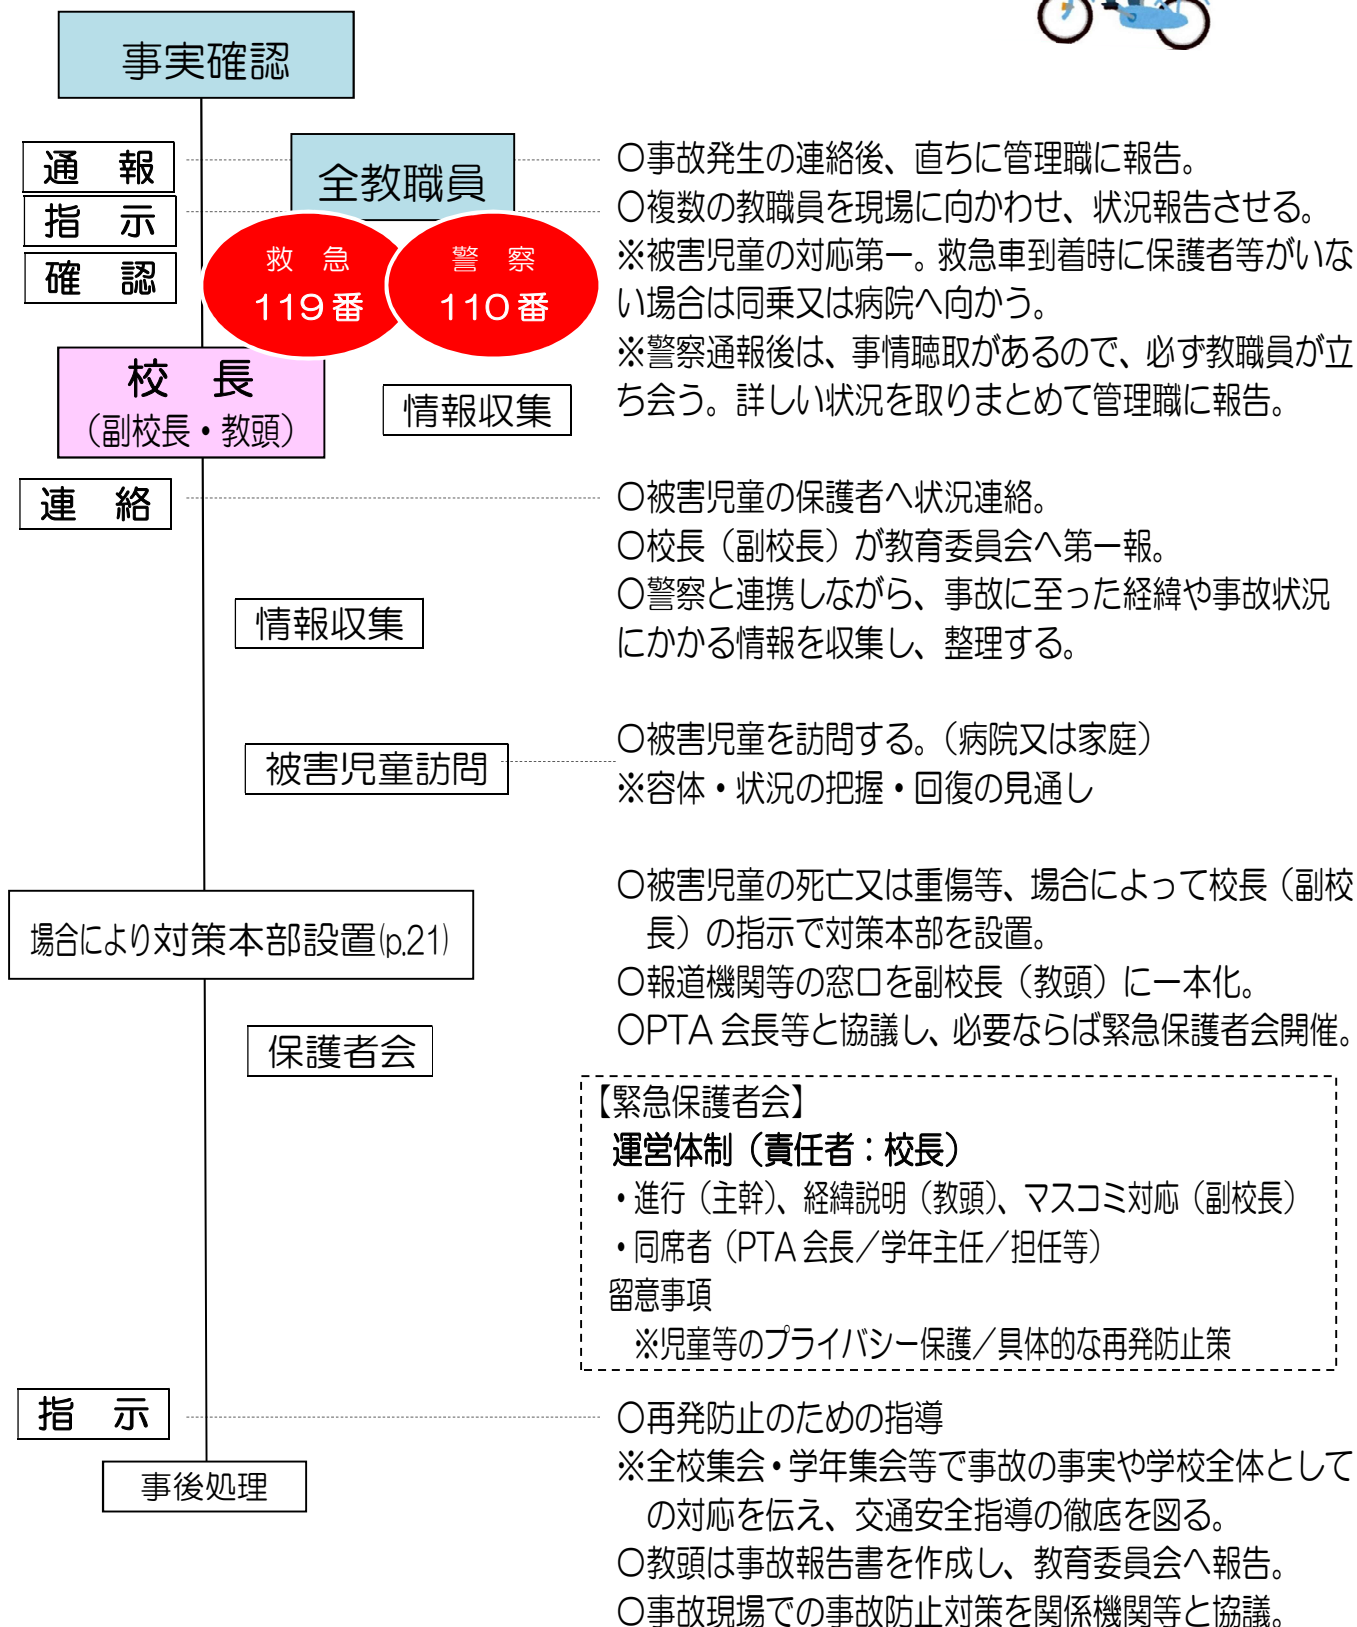 事実確認
通　報
指　示
確　認
全教職員
救　急
119番
警　察
110番
校　長
（副校長・教頭）
情報収集
○事故発生の連絡後、直ちに管理職に報告。
○複数の教職員を現場に向かわせ、状況報告させる。
※被害児童の対応第一。救急車到着時に保護者等がいな
い場合は同乗又は病院へ向かう。
※警察通報後は、事情聴取があるので、必ず教職員が立
ち会う。詳しい状況を取りまとめて管理職に報告。
連　絡
○被害児童の保護者へ状況連絡。
○校長（副校長）が教育委員会へ第一報。
○警察と連携しながら、事故に至った経緯や事故状況
にかかる情報を収集し、整理する。
情報収集
被害児童訪問
○被害児童を訪問する。（病院又は家庭）
※容体・状況の把握・回復の見通し
場合により対策本部設置(p.21)
○被害児童の死亡又は重傷等、場合によって校長（副校
長）の指示で対策本部を設置。
○報道機関等の窓口を副校長（教頭）に一本化。
○PTA会長等と協議し、必要ならば緊急保護者会開催。
保護者会
【緊急保護者会】
運営体制（責任者：校長）
・進行（主幹）、経緯説明（教頭）、マスコミ対応（副校長）
・同席者（PTA会長／学年主任／担任等）
留意事項
※児童等のプライバシー保護／具体的な再発防止策
指　示
事後処理
○再発防止のための指導
※全校集会・学年集会等で事故の事実や学校全体として
の対応を伝え、交通安全指導の徹底を図る。
○教頭は事故報告書を作成し、教育委員会へ報告。
○事故現場での事故防止対策を関係機関等と協議。